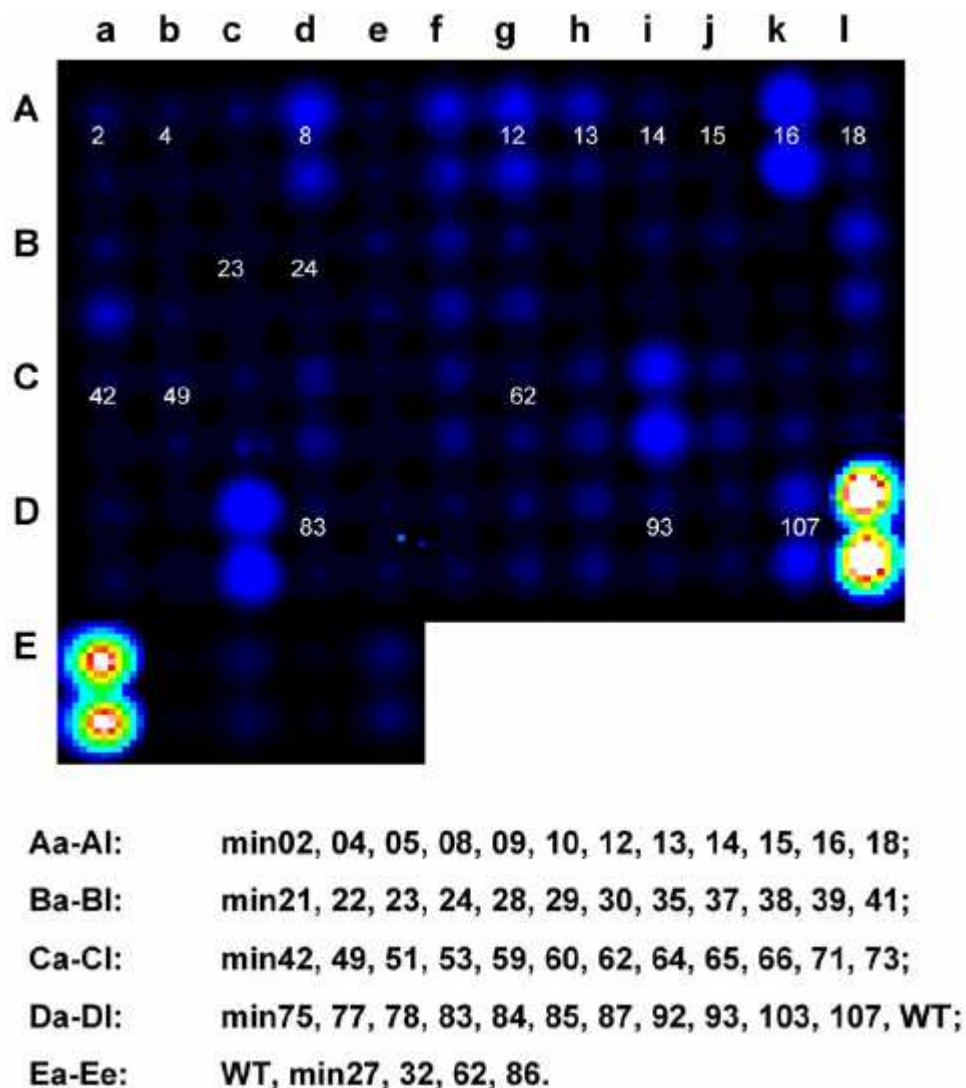 a b c d e f g h i j k l
A
2 4 8 12 13 14 15 16 18
B
23 24
C
42 49 62
D
83 93 107
E
Aa-Al: min02, 04, 05, 08, 09, 10, 12, 13, 14, 15, 16, 18;
Ba-Bl: min21, 22, 23, 24, 28, 29, 30, 35, 37, 38, 39, 41;
Ca-Cl: min42, 49, 51, 53, 59, 60, 62, 64, 65, 66, 71, 73;
Da-Dl: min75, 77, 78, 83, 84, 85, 87, 92, 93, 103, 107, WT;
Ea-Ee: WT, min27, 32, 62, 86.